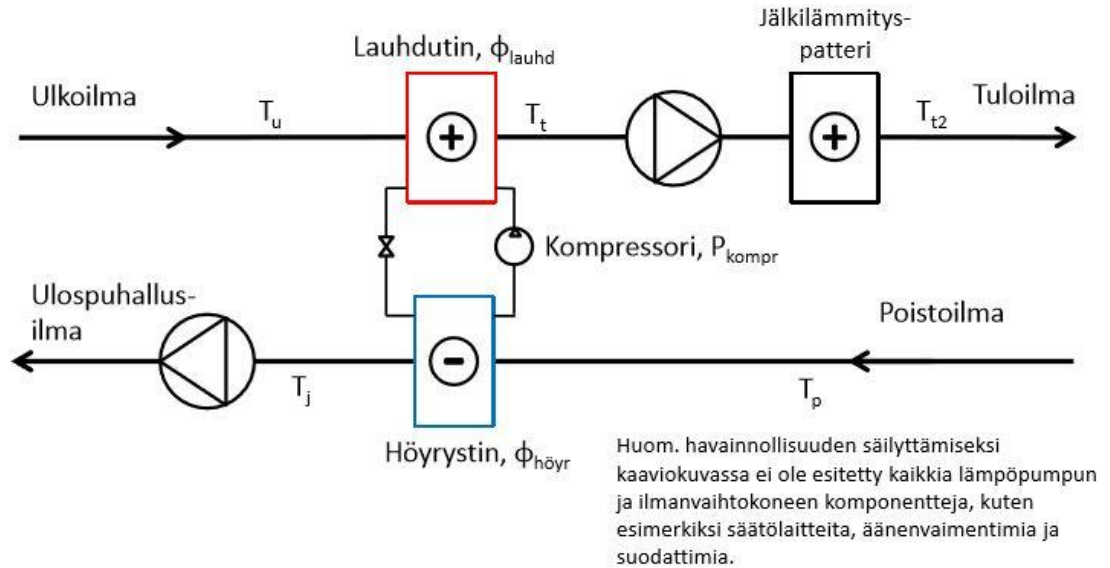 Jälkilämmitys-
patteri
Lauhdutin, ϕlauhd
Ulkoilma
Tu
Tt
Tt2
Tuloilma
Kompressori, Pkompr
Ulospuhallus-
ilma
Poistoilma
Tj
Tp
Höyrystin, ϕhöyr
Huom. havainnollisuuden säilyttämiseksi
kaaviokuvassa ei ole esitetty kaikkia lämpöpumpun
ja ilmanvaihtokoneen komponentteja, kuten
esimerkiksi säätölaitteita, äänenvaimentimia ja
suodattimia.